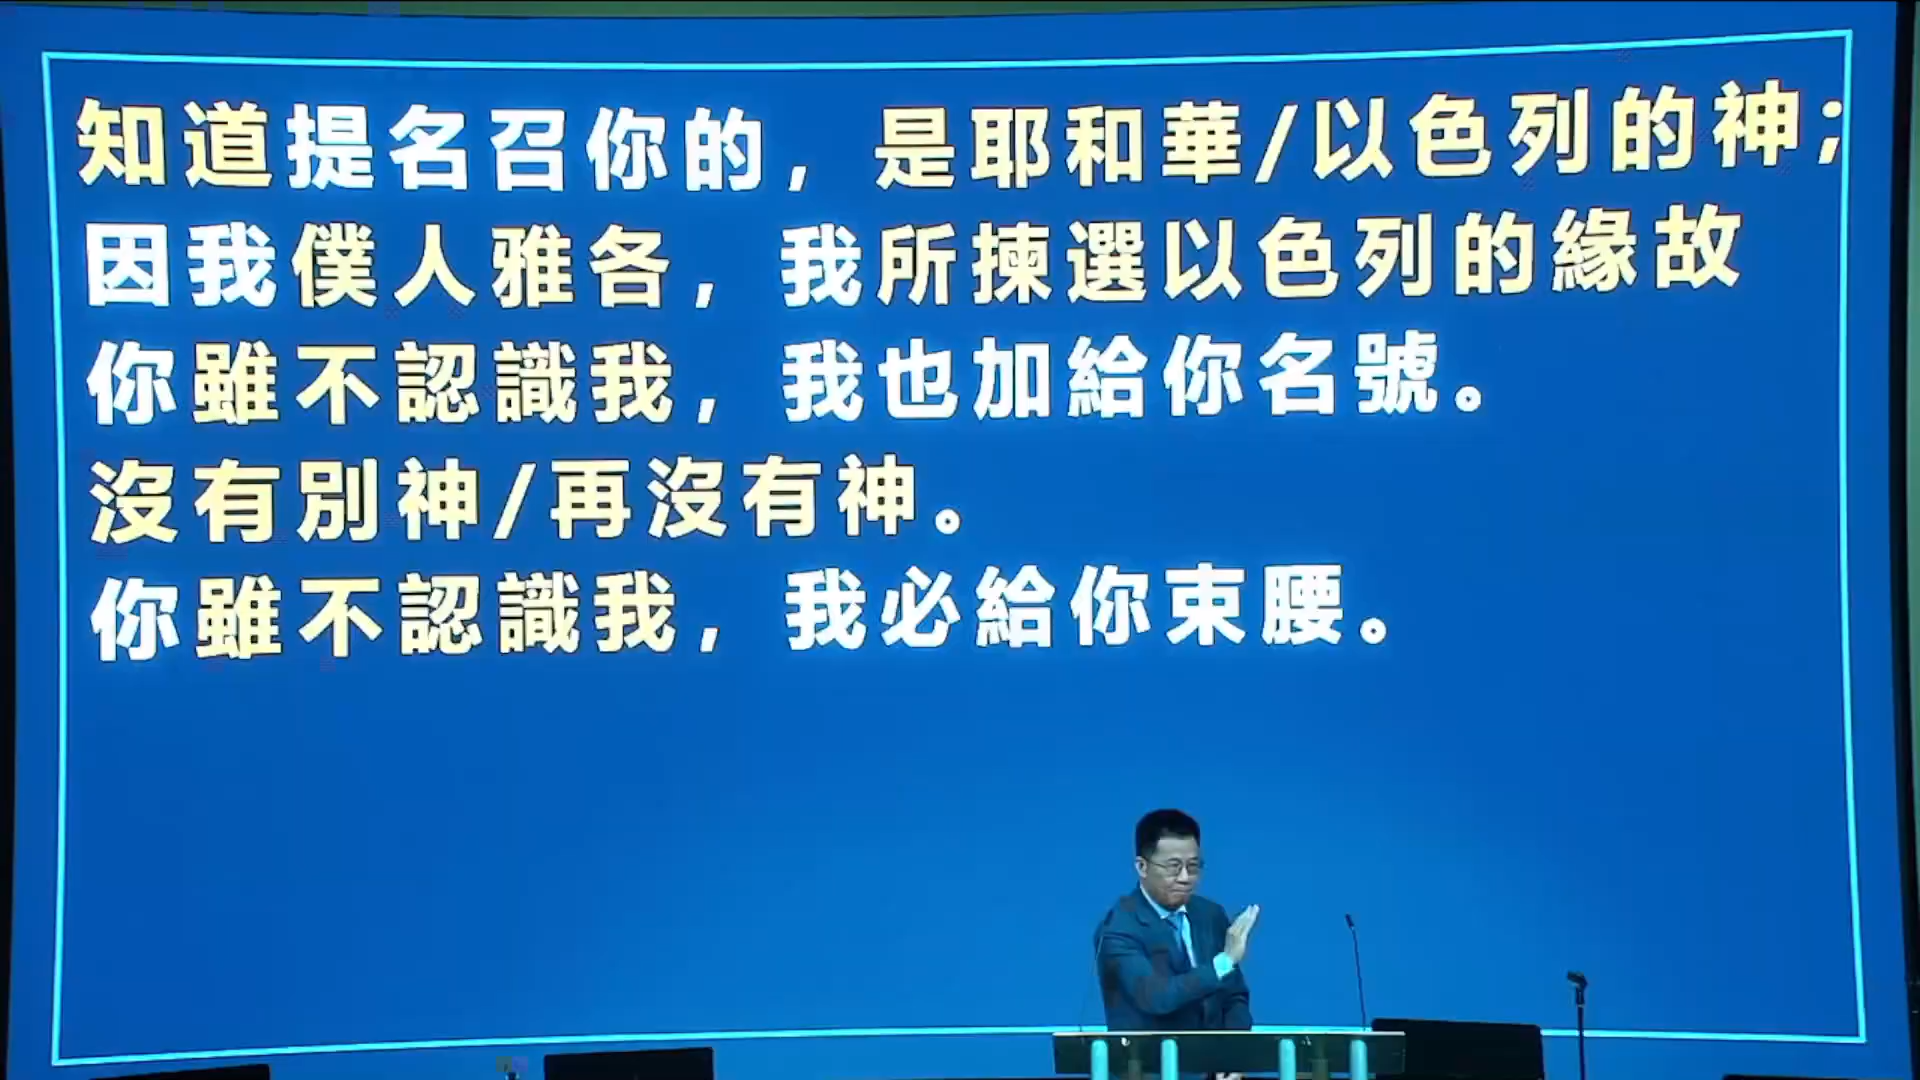 知道提名召你的，是耶和華/以色列的神；
因我僕人雅各，我所揀選以色列的緣故
你雖不認識我，我也加給你名號。
沒有別神/再沒有神。
你雖不認識我，我必給你束腰。